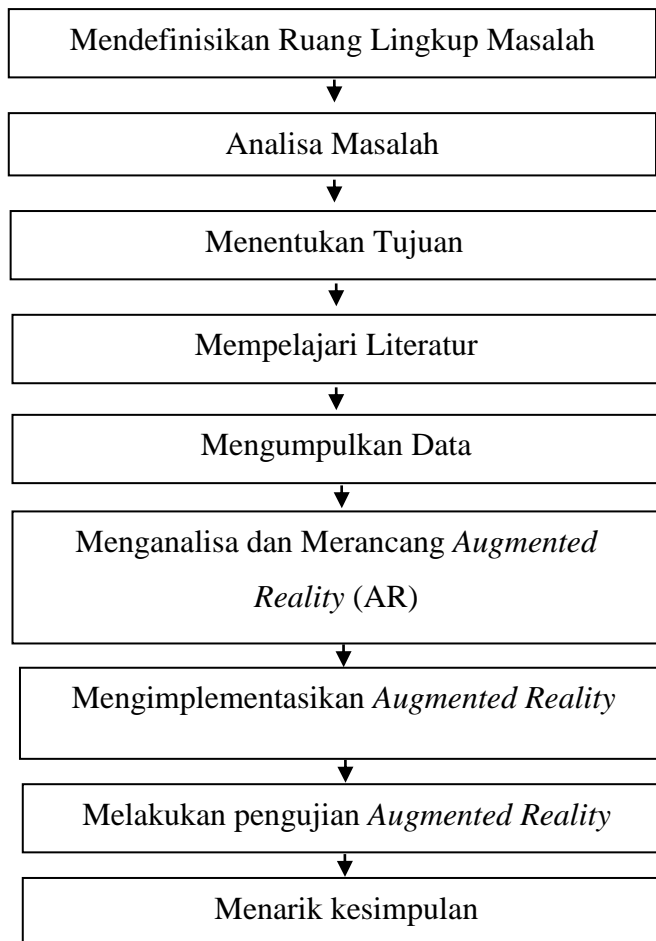 Mendefinisikan Ruang Lingkup Masalah
Analisa Masalah
Menentukan Tujuan
Mempelajari Literatur
Mengumpulkan Data
Menganalisa dan Merancang Augmented
Reality (AR)
Mengimplementasikan Augmented Reality
Melakukan pengujian Augmented Reality
Menarik kesimpulan